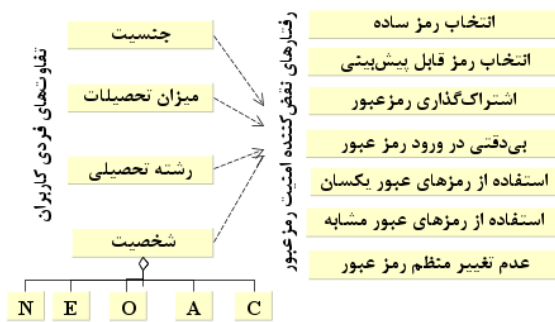 انتخاب رمز ساده
انتخاب رمز قابل پیش‌بینی
اشتراک‌گذاری رمزعبور
بی‌دقتی در ورود رمز عبور
استفاده از رمزهای عبور یکسان
استفاده از رمزهای عبور مشابه
عدم تغییر منظم رمز عبور
رفتارهای نقض‌کننده امنیت رمزعبور
جنسیت
میزان تحصیلات
رشته تحصیلی
شخصیت
تفاوت‌های فردی کاربران
N E O A C